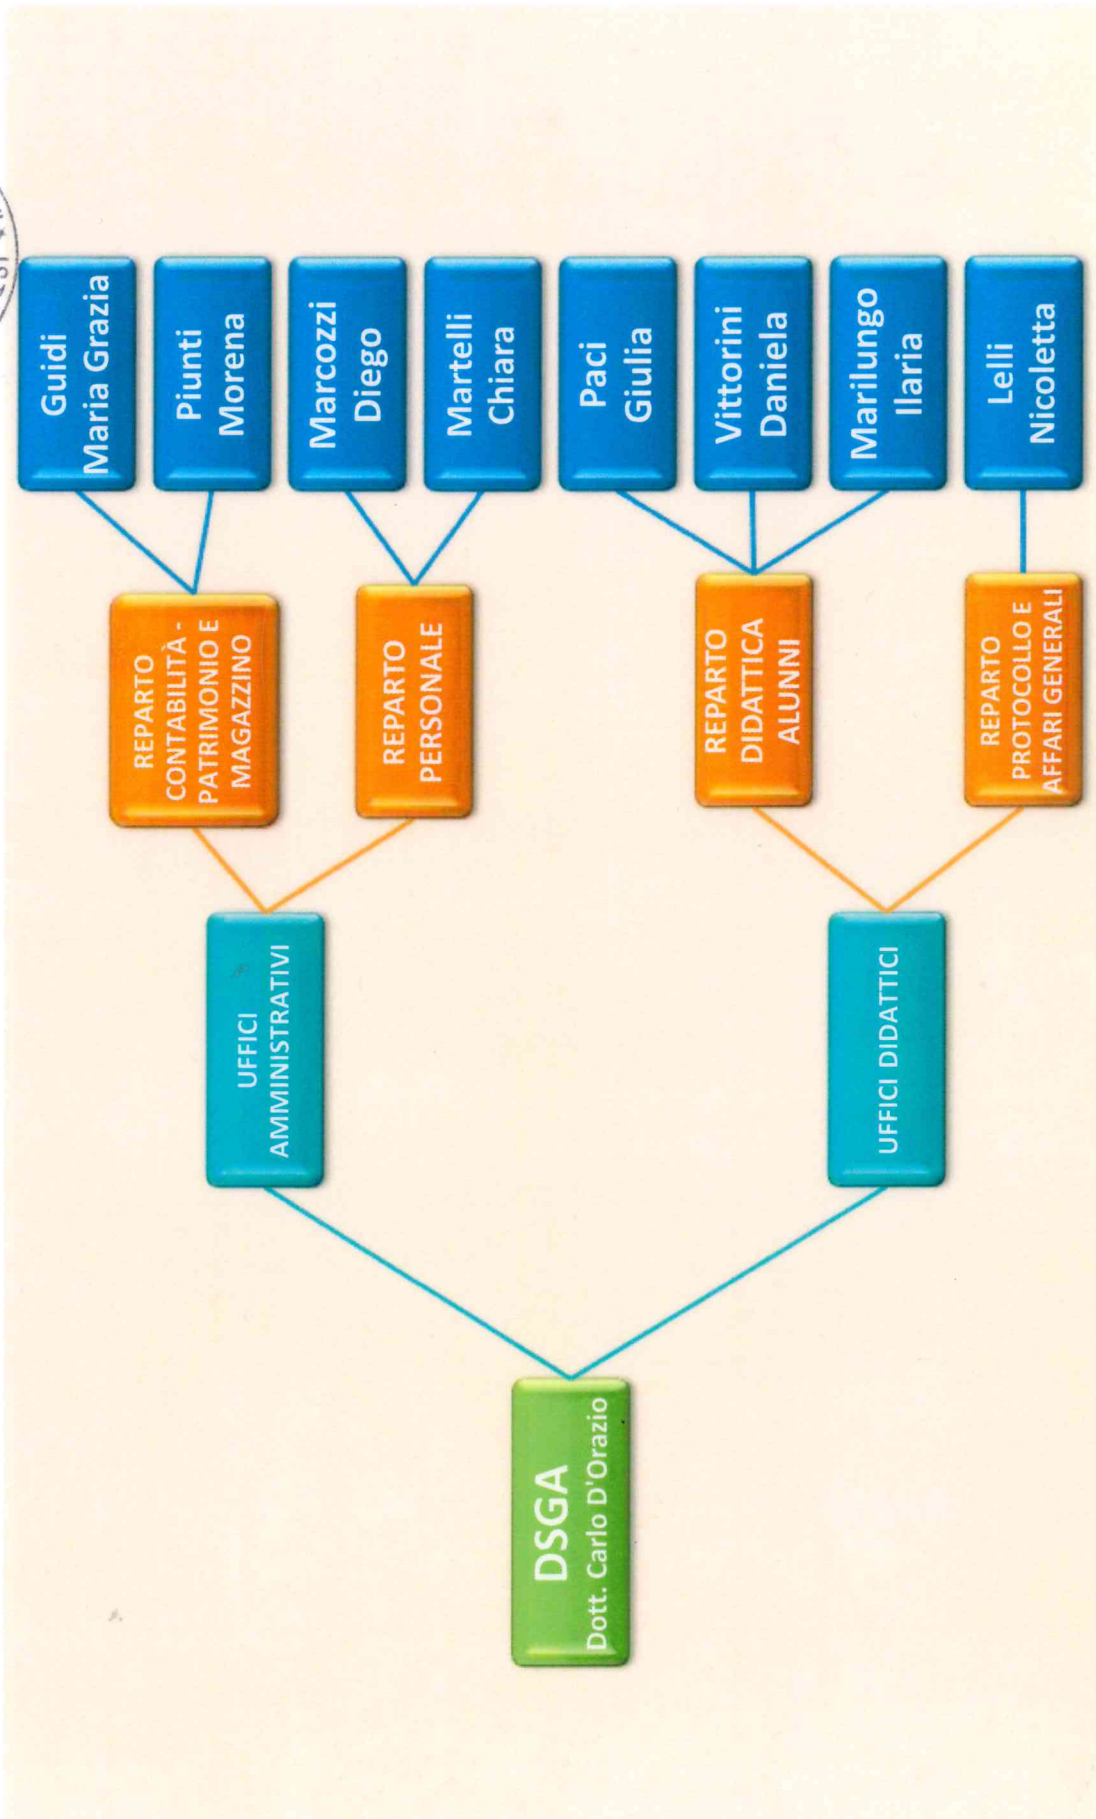 DSGA
Dott. Carlo D'Orazio
UFFICI
AMMINISTRATIVI
REPARTO
CONTABILITÀ -
PATRIMONIO E
MAGAZZINO
Guidi
Maria Grazia
Piunti
Morena
REPARTO
PERSONALE
Marcozzi
Diego
Martelli
Chiara
UFFICI DIDATTICI
REPARTO
DIDATTICA
ALUNNI
Paci
Giulia
Vittorini
Daniela
Marilungo
Ilaria
REPARTO
PROTOCOLLO E
AFFARI GENERALI
Lelli
Nicoletta